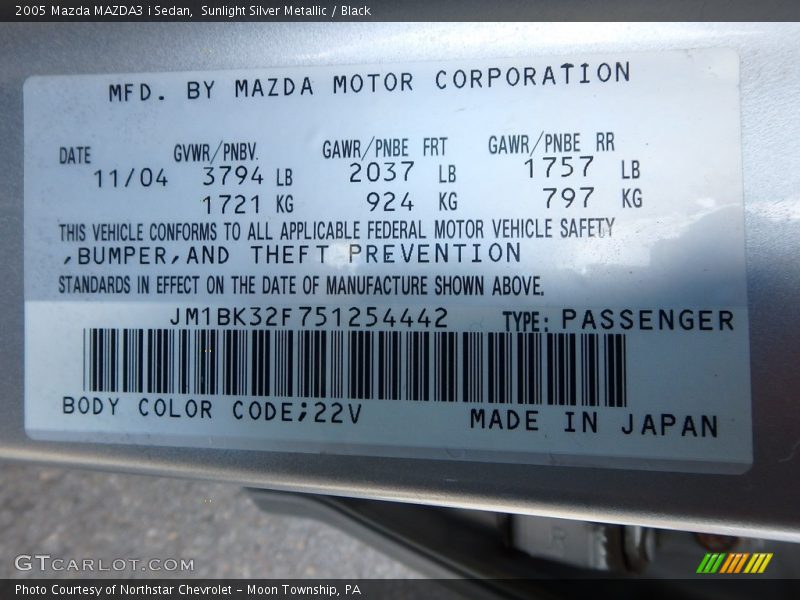 2005 Mazda MAZDA3 i Sedan, Sunlight Silver Metallic / Black
MFD. BY MAZDA MOTOR CORPORATION
DATE GVWR/PNBV. GAWR/PNBE FRT GAWR/PNBE RR
11/04 3794 LB 2037 LB 1757 LB
1721 KG 924 KG 797 KG
THIS VEHICLE CONFORMS TO ALL APPLICABLE FEDERAL MOTOR VEHICLE SAFETY
,BUMPER,AND THEFT PREVENTION
STANDARDS IN EFFECT ON THE DATE OF MANUFACTURE SHOWN ABOVE.
JM1BK32F751254442 TYPE: PASSENGER
BODY COLOR CODE;22V MADE IN JAPAN
GTCARLOT.COM
Photo Courtesy of Northstar Chevrolet - Moon Township, PA